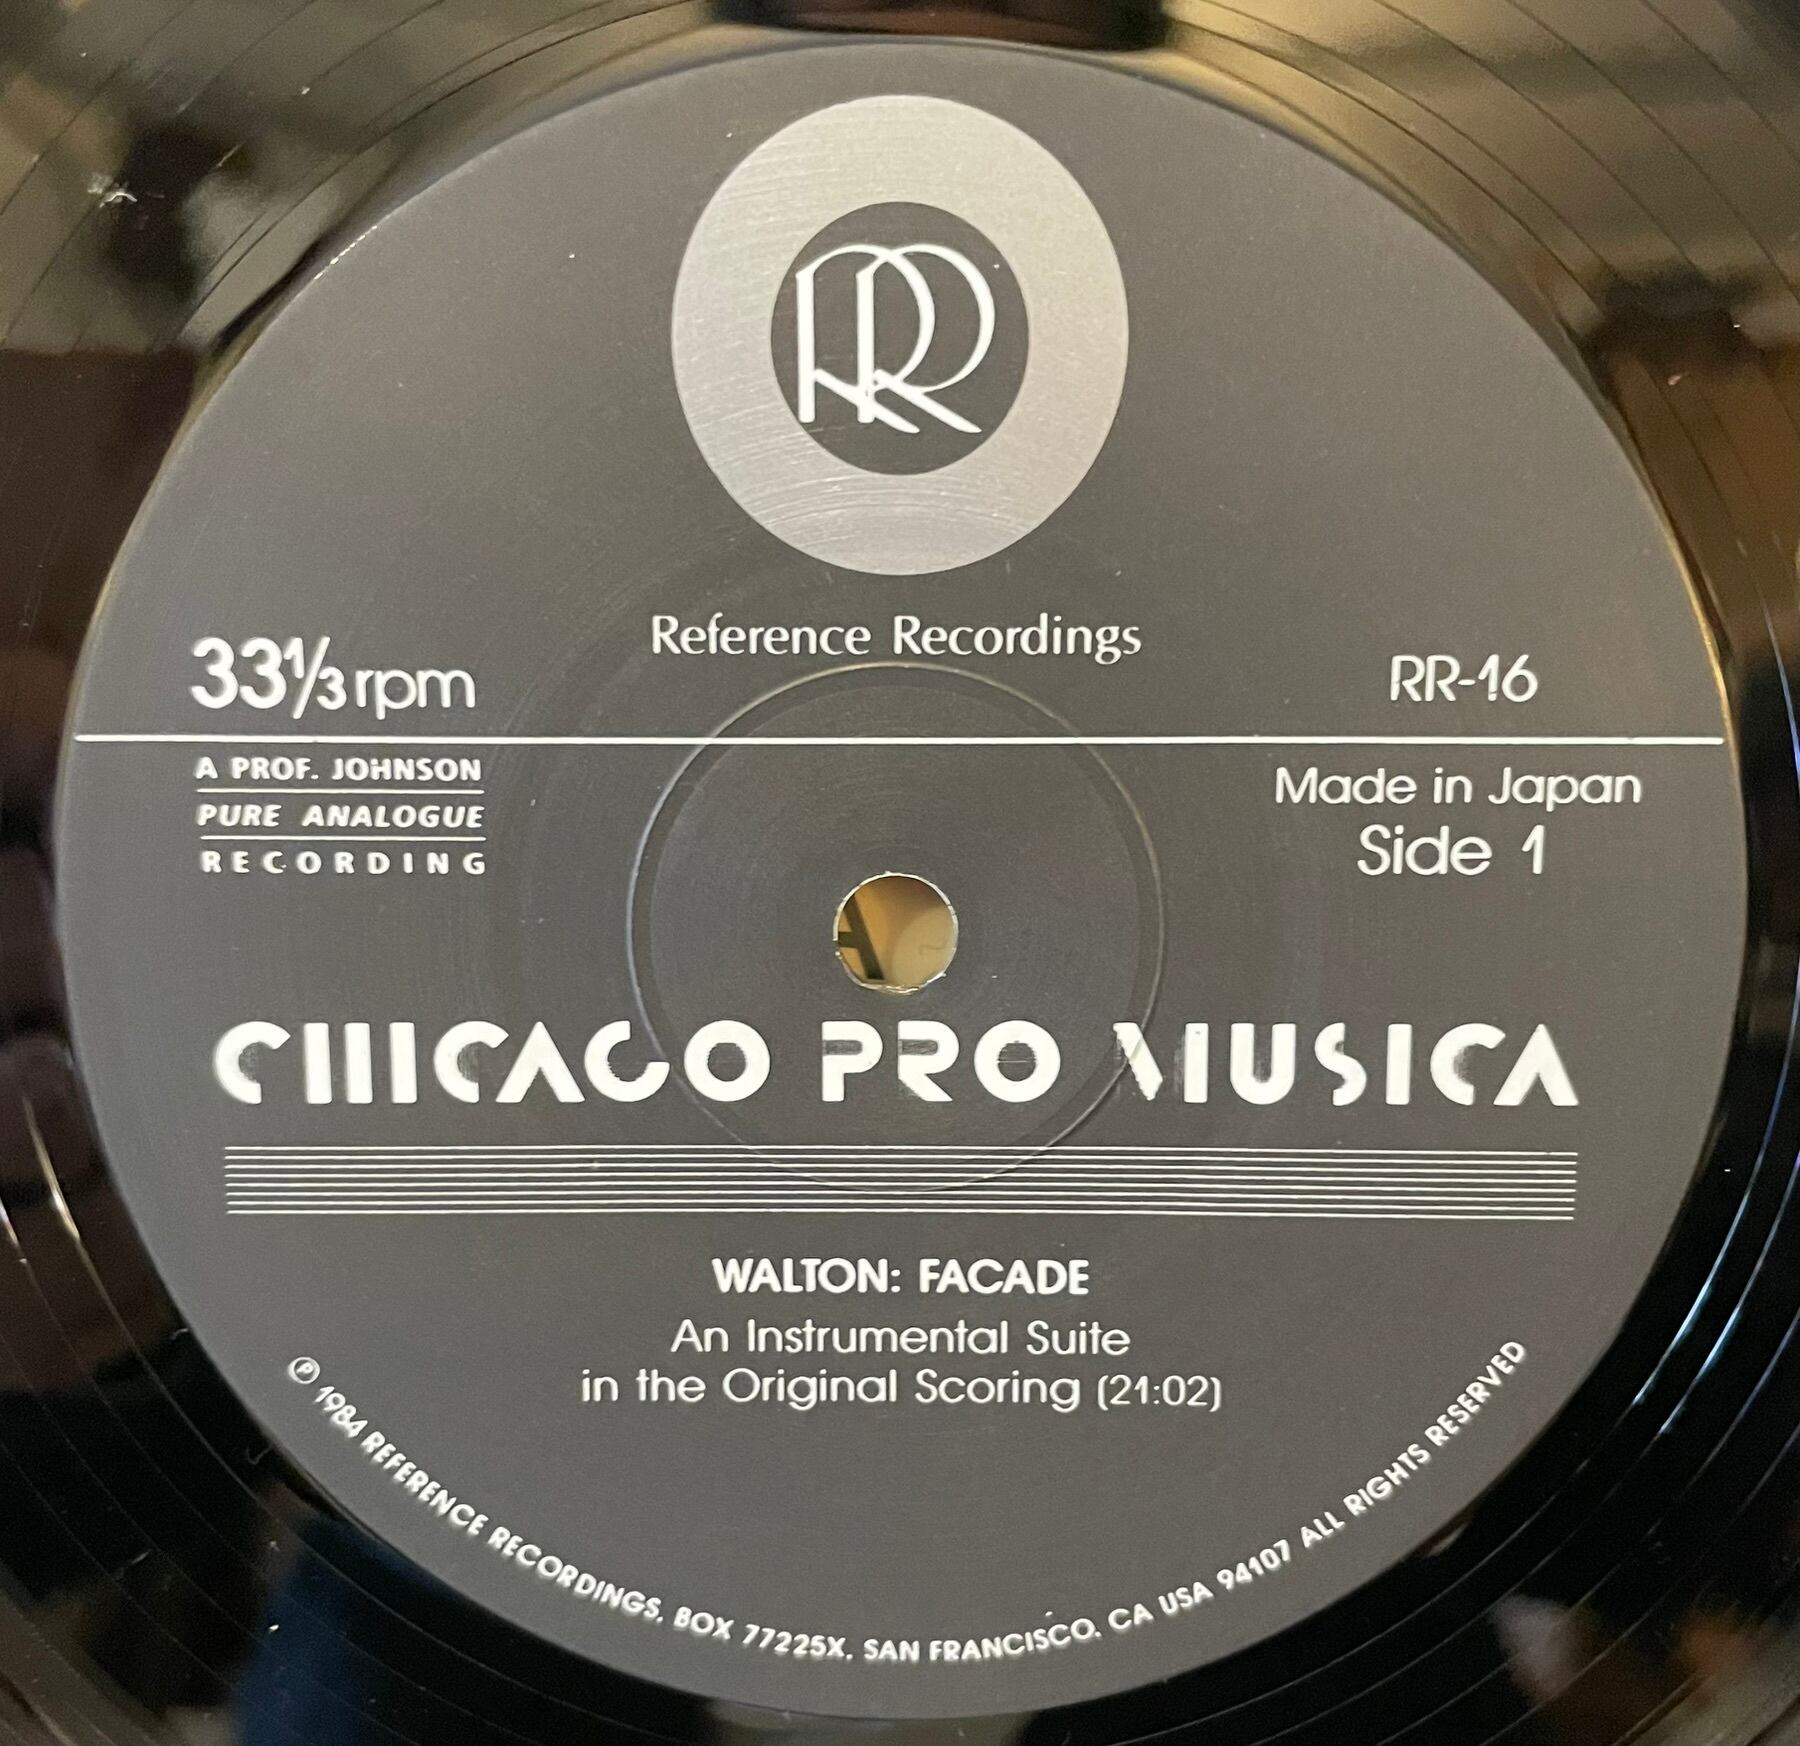 RR
Reference Recordings
33⅓ rpm
RR-16
A PROF. JOHNSON
PURE ANALOGUE
RECORDING
Made in Japan
Side 1
A
CHICAGO PRO MUSICA
WALTON: FACADE
An Instrumental Suite
in the Original Scoring (21:02)
℗ 1984 REFERENCE RECORDINGS, BOX 77225X, SAN FRANCISCO, CA USA 94107 ALL RIGHTS RESERVED